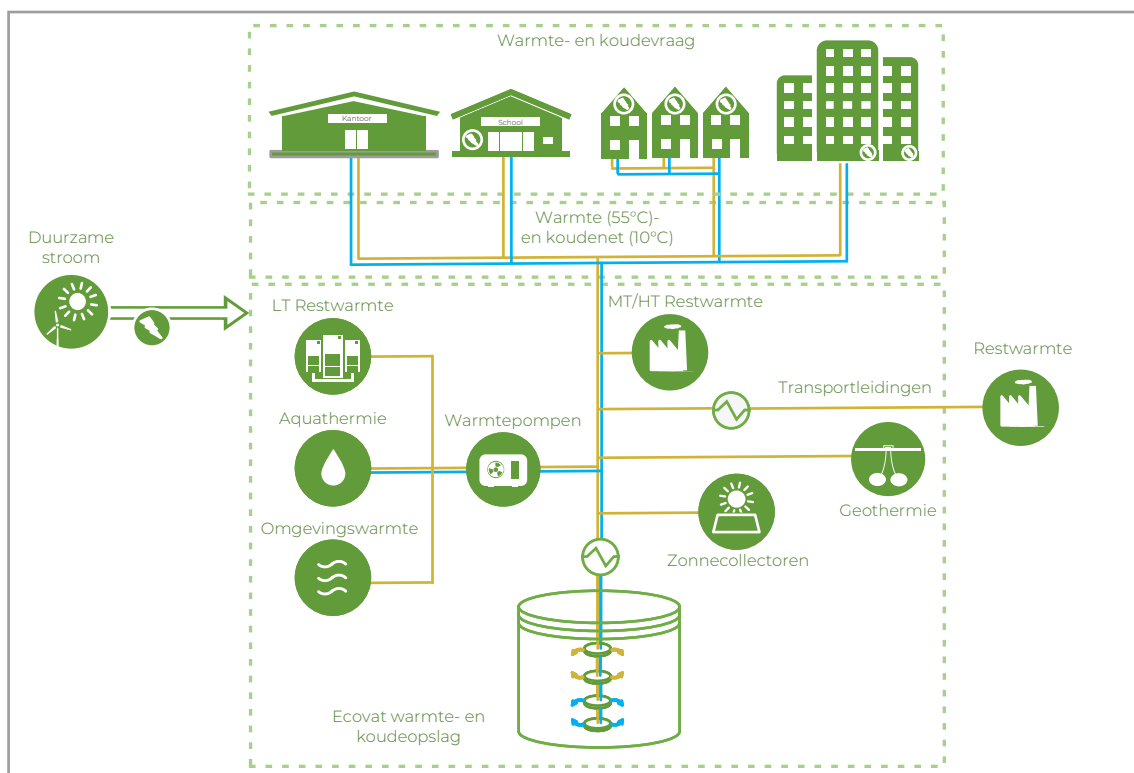 Warmte- en koudevraag
Kantoor
School
Warmte (55°C)-
en koudenet (10°C)
Duurzame
stroom
LT Restwarmte
MT/HT Restwarmte
Restwarmte
Transportleidingen
Aquathermie
Warmtepompen
Geothermie
Omgevingswarmte
Zonnecollectoren
Ecovat warmte- en
koudeopslag